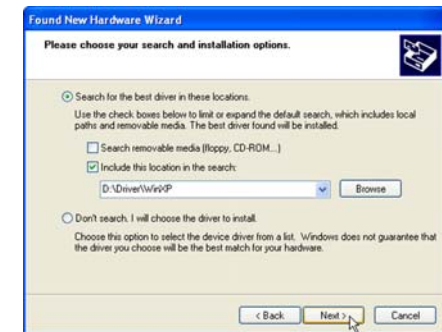 Found New Hardware Wizard
Please choose your search and installation options.
Search for the best driver in these locations.
Use the check boxes below to limit or expand the default search, which includes local
paths and removable media. The best driver found will be installed.
Search removable media (floppy, CD-ROM...)
Include this location in the search:
D:\Driver\WinXP
Browse
Don't search. I will choose the driver to install.
Choose this option to select the device driver from a list. Windows does not guarantee that
the driver you choose will be the best match for your hardware.
< Back
Next >
Cancel